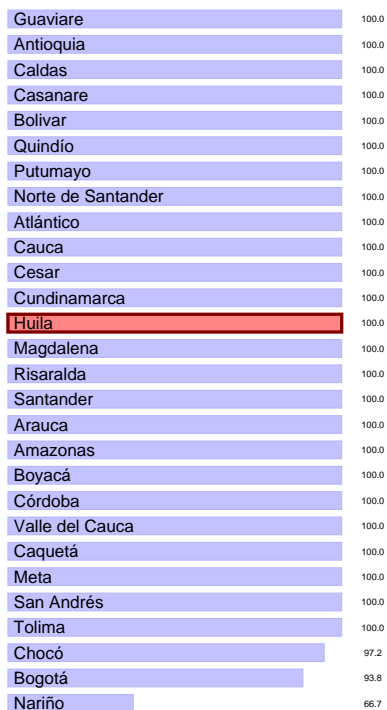 Guaviare 100.0
Antioquia 100.0
Caldas 100.0
Casanare 100.0
Bolivar 100.0
Quindío 100.0
Putumayo 100.0
Norte de Santander 100.0
Atlántico 100.0
Cauca 100.0
Cesar 100.0
Cundinamarca 100.0
Huila 100.0
Magdalena 100.0
Risaralda 100.0
Santander 100.0
Arauca 100.0
Amazonas 100.0
Boyacá 100.0
Córdoba 100.0
Valle del Cauca 100.0
Caquetá 100.0
Meta 100.0
San Andrés 100.0
Tolima 100.0
Chocó 97.2
Bogotá 93.8
Nariño 66.7